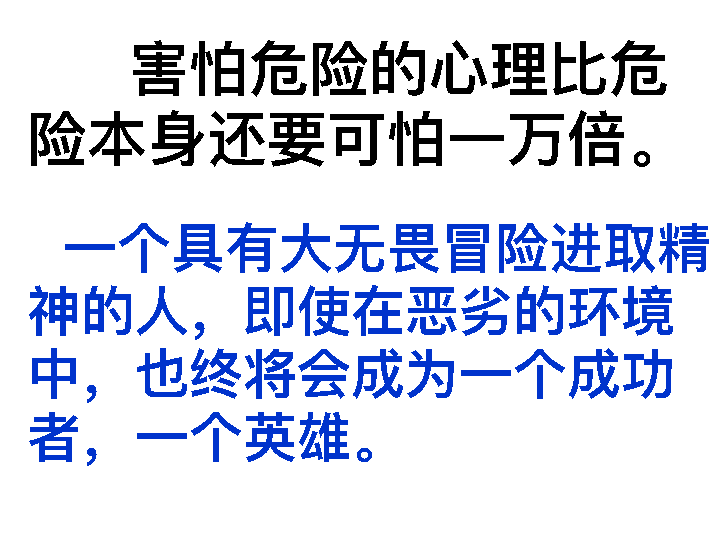 害怕危险的心理比危
险本身还要可怕一万倍。
一个具有大无畏冒险进取精
神的人，即使在恶劣的环境
中，也终将会成为一个成功
者，一个英雄。